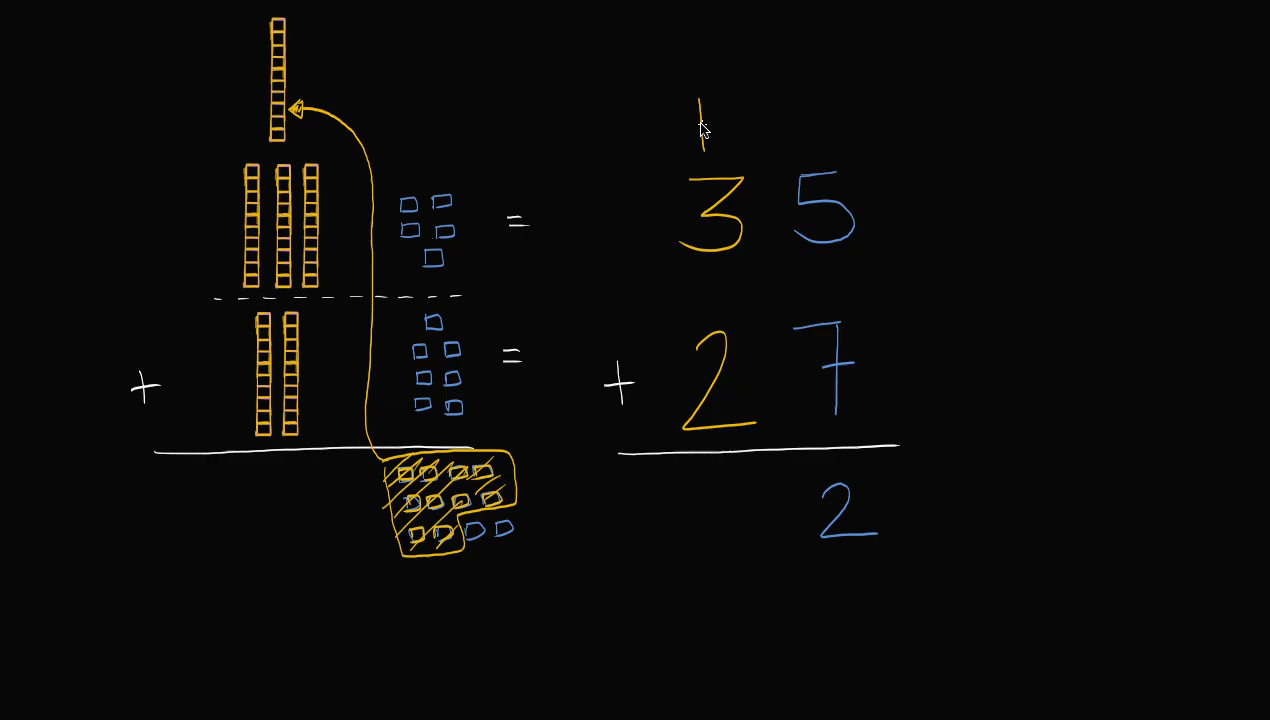 1
= 35
+ = + 27
2